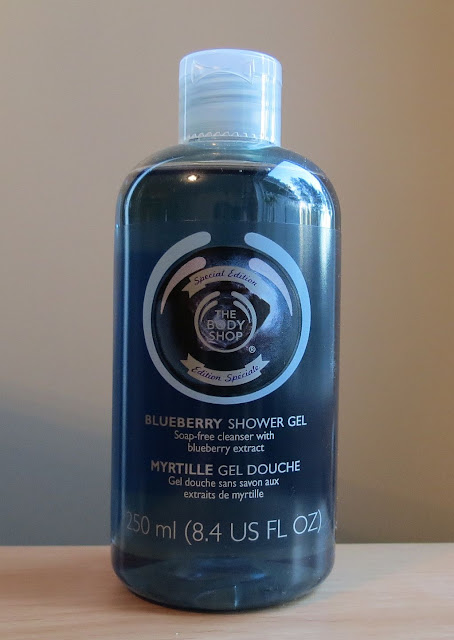 Special Edition
THE
BODY
SHOP
®
Edition Spéciale
BLUEBERRY SHOWER GEL
Soap-free cleanser with
blueberry extract
MYRTILLE GEL DOUCHE
Gel douche sans savon aux
extraits de myrtille
250 ml (8.4 US FL OZ)